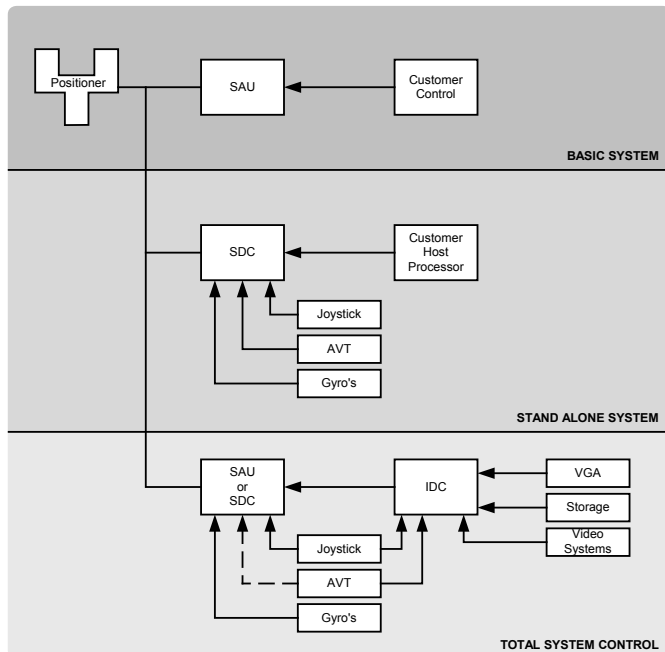 Positioner
SAU
Customer
Control
BASIC SYSTEM
SDC
Customer
Host
Processor
Joystick
AVT
Gyro's
STAND ALONE SYSTEM
SAU
or
SDC
IDC
VGA
Storage
Video
Systems
Joystick
AVT
Gyro's
TOTAL SYSTEM CONTROL